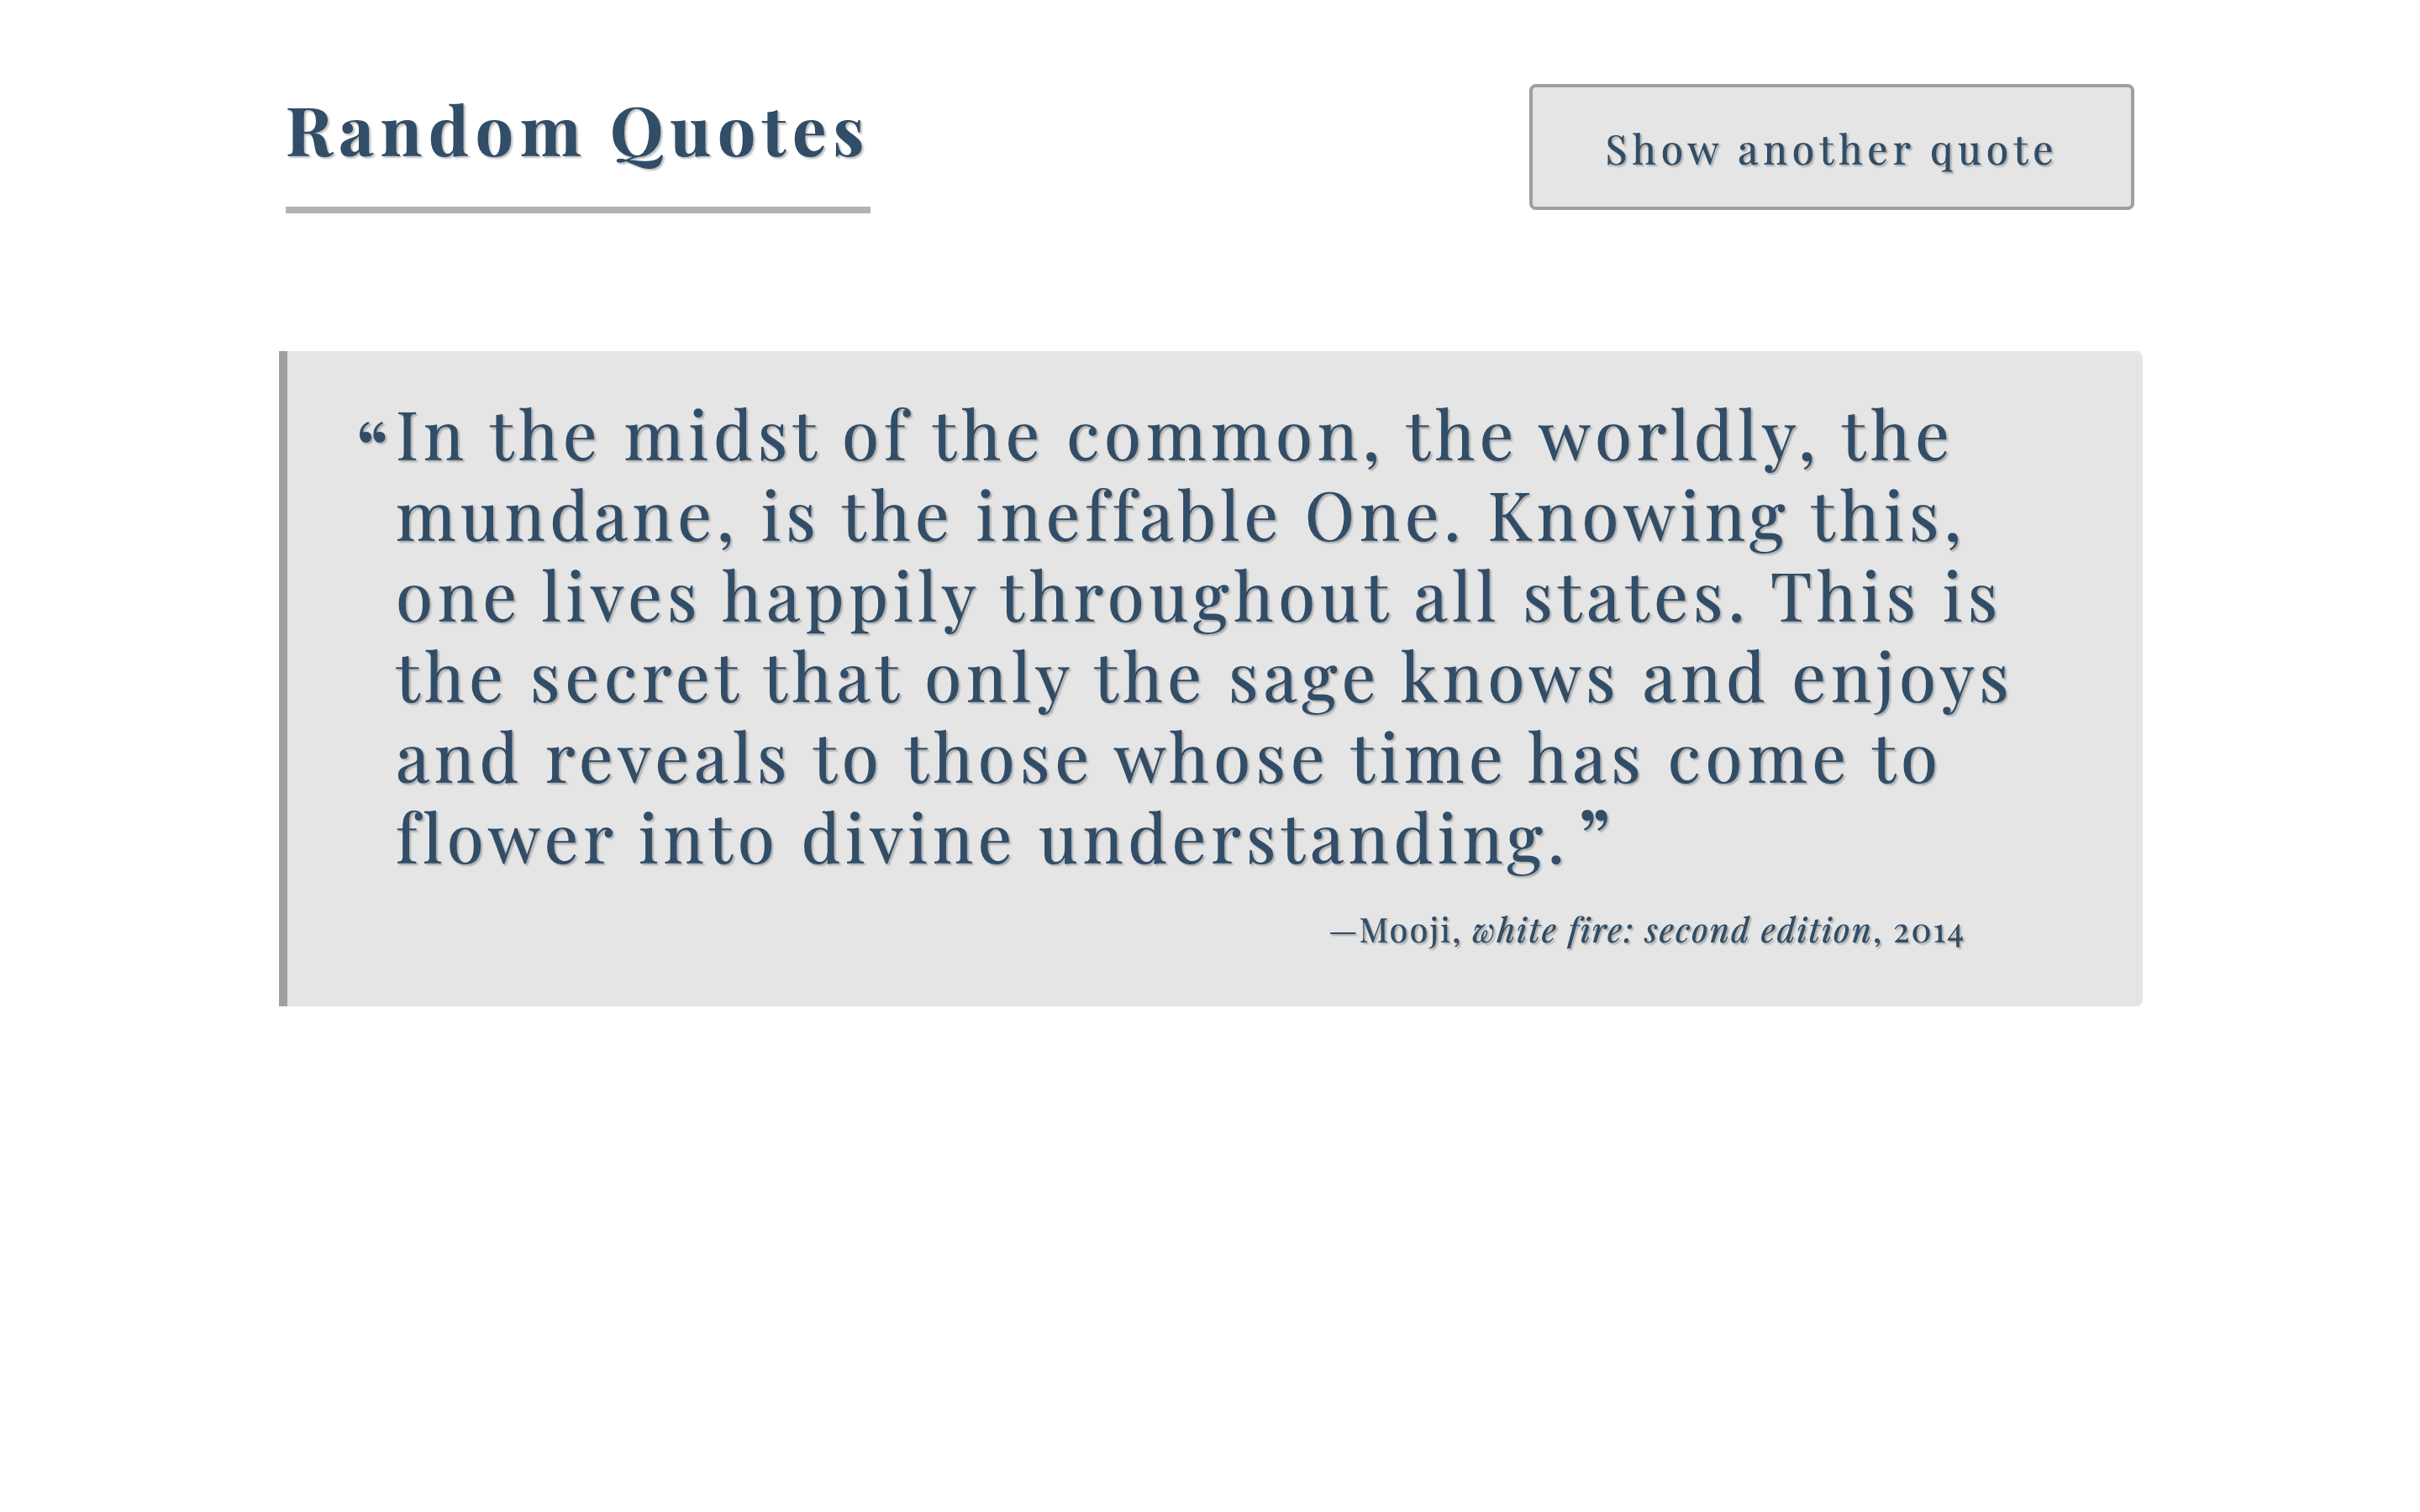 Random Quotes
Show another quote
“In the midst of the common, the worldly, the
mundane, is the ineffable One. Knowing this,
one lives happily throughout all states. This is
the secret that only the sage knows and enjoys
and reveals to those whose time has come to
flower into divine understanding. ”
—Mooji, white fire: second edition, 2014